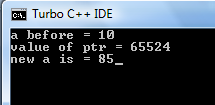 Turbo C++ IDE
a before = 10
value of ptr = 65524
new a is = 85_